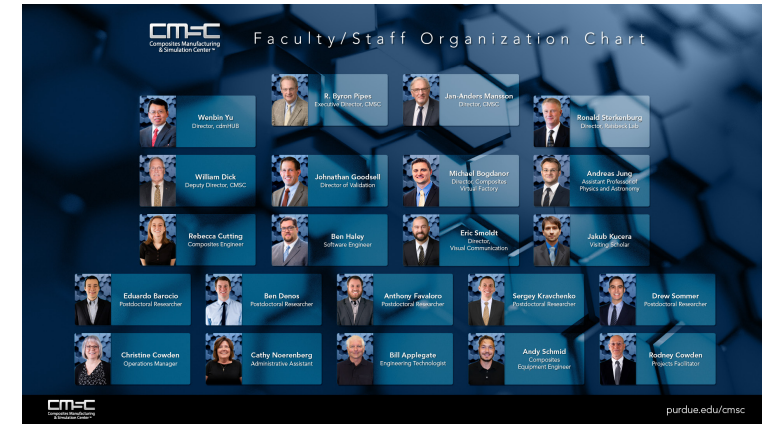 CMSC
Composites Manufacturing
& Simulation Center™
Faculty/Staff Organization Chart
R. Byron Pipes
Executive Director, CMSC
Jan-Anders Mansson
Director, CMSC
Wenbin Yu
Director, cdmHUB
Ronald Sterkenburg
Director, Raisbeck Lab
William Dick
Deputy Director, CMSC
Johnathan Goodsell
Director of Validation
Michael Bogdanor
Director, Composites
Virtual Factory
Andreas Jung
Assistant Professor of
Physics and Astronomy
Rebecca Cutting
Composites Engineer
Ben Haley
Software Engineer
Eric Smoldt
Director,
Visual Communication
Jakub Kucera
Visiting Scholar
Eduardo Barocio
Postdoctoral Researcher
Ben Denos
Postdoctoral Researcher
Anthony Favaloro
Postdoctoral Researcher
Sergey Kravchenko
Postdoctoral Researcher
Drew Sommer
Postdoctoral Researcher
Christine Cowden
Operations Manager
Cathy Noerenberg
Administrative Assistant
Bill Applegate
Engineering Technologist
Andy Schmid
Composites
Equipment Engineer
Rodney Cowden
Projects Facilitator
CMSC
Composites Manufacturing
& Simulation Center™
purdue.edu/cmsc